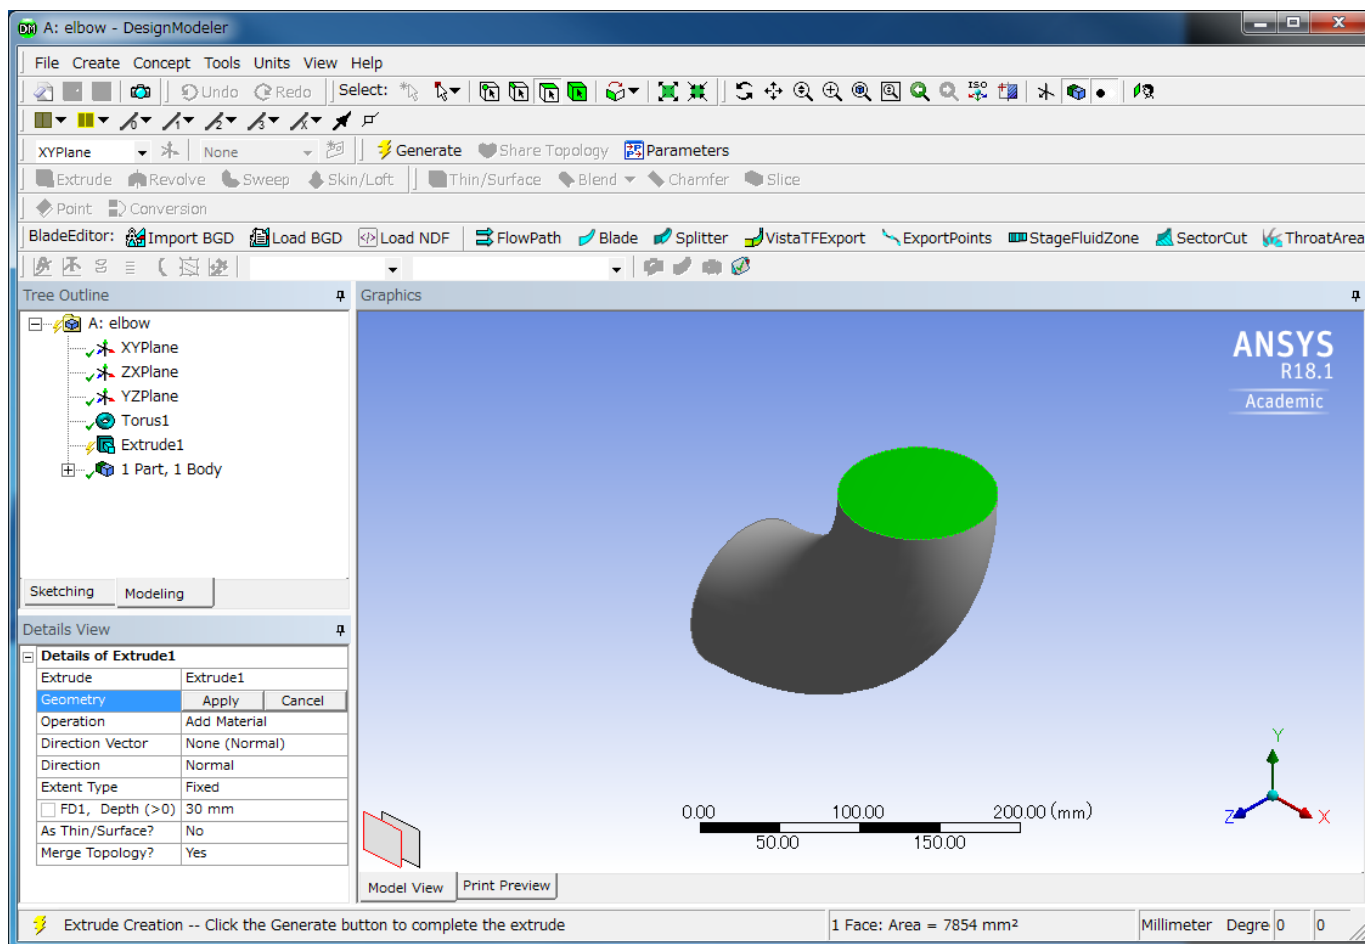 A: elbow - DesignModeler
File Create Concept Tools Units View Help
Undo Redo Select: ISO
XYPlane None Generate Share Topology Parameters
Extrude Revolve Sweep Skin/Loft Thin/Surface Blend Chamfer Slice
Point Conversion
BladeEditor: Import BGD Load BGD Load NDF FlowPath Blade Splitter VistaTFExport ExportPoints StageFluidZone SectorCut ThroatArea
Tree Outline
A: elbow
XYPlane
ZXPlane
YZPlane
Torus1
Extrude1
1 Part, 1 Body
Sketching Modeling
Details View
Details of Extrude1
Extrude Extrude1
Geometry Apply Cancel
Operation Add Material
Direction Vector None (Normal)
Direction Normal
Extent Type Fixed
FD1, Depth (>0) 30 mm
As Thin/Surface? No
Merge Topology? Yes
Graphics
ANSYS
R18.1
Academic
Y
Z X
0.00 100.00 200.00 (mm)
50.00 150.00
Model View Print Preview
Extrude Creation -- Click the Generate button to complete the extrude 1 Face: Area = 7854 mm² Millimeter Degre 0 0